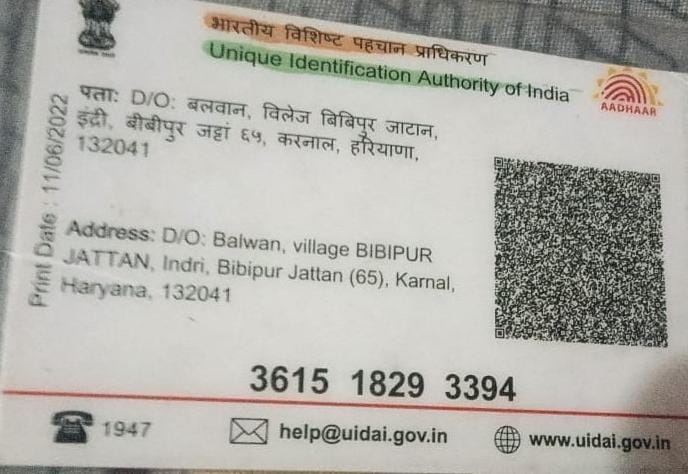 भारतीय विशिष्ट पहचान प्राधिकरण
Unique Identification Authority of India
AADHAAR
पता: D/O: बलवान, विलेज बिबिपुर जाटान,
इंद्री, बीबीपुर जट्टां ६५, करनाल, हरियाणा,
132041
Print Date : 11/06/2022
Address: D/O: Balwan, village BIBIPUR
JATTAN, Indri, Bibipur Jattan (65), Karnal,
Haryana, 132041
3615 1829 3394
1947
help@uidai.gov.in
www.uidai.gov.in